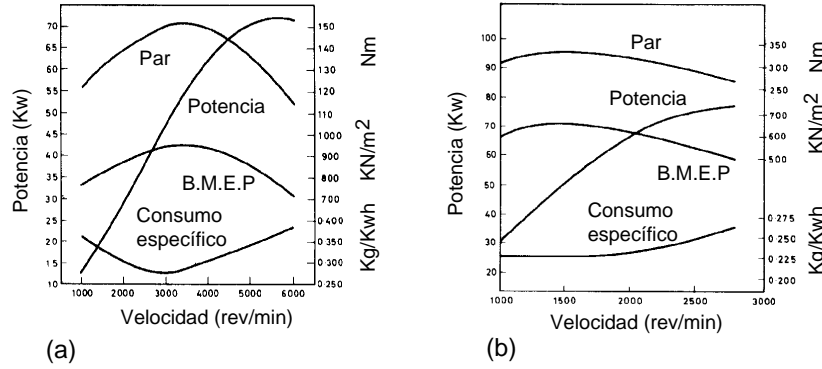 Potencia (Kw)
70
65
60
55
50
45
40
35
30
25
20
15
10
Par
Potencia
B.M.E.P
Consumo
específico
150
140
130
120
110
100
1000
900
800
700
0·400
0·350
0·300
0·250
Nm
KN/m2
Kg/Kwh
1000 2000 3000 4000 5000 6000
Velocidad (rev/min)
(a)
Potencia (Kw)
100
90
80
70
60
50
40
30
20
Par
Potencia
B.M.E.P
Consumo
específico
350
300
250
700
600
500
0·275
0·250
0·225
0·200
Nm
KN/m2
Kg/Kwh
1000 1500 2000 2500 3000
Velocidad (rev/min)
(b)